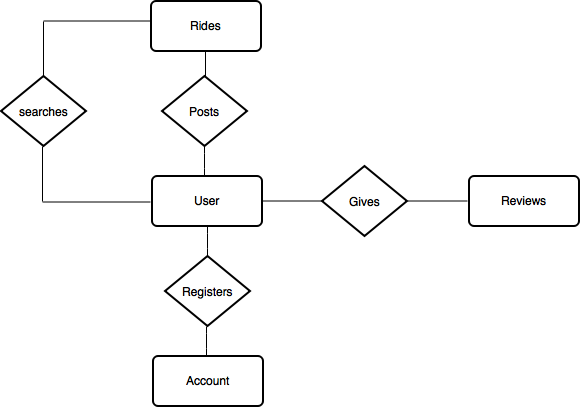 Rides
searches
Posts
User
Gives
Reviews
Registers
Account